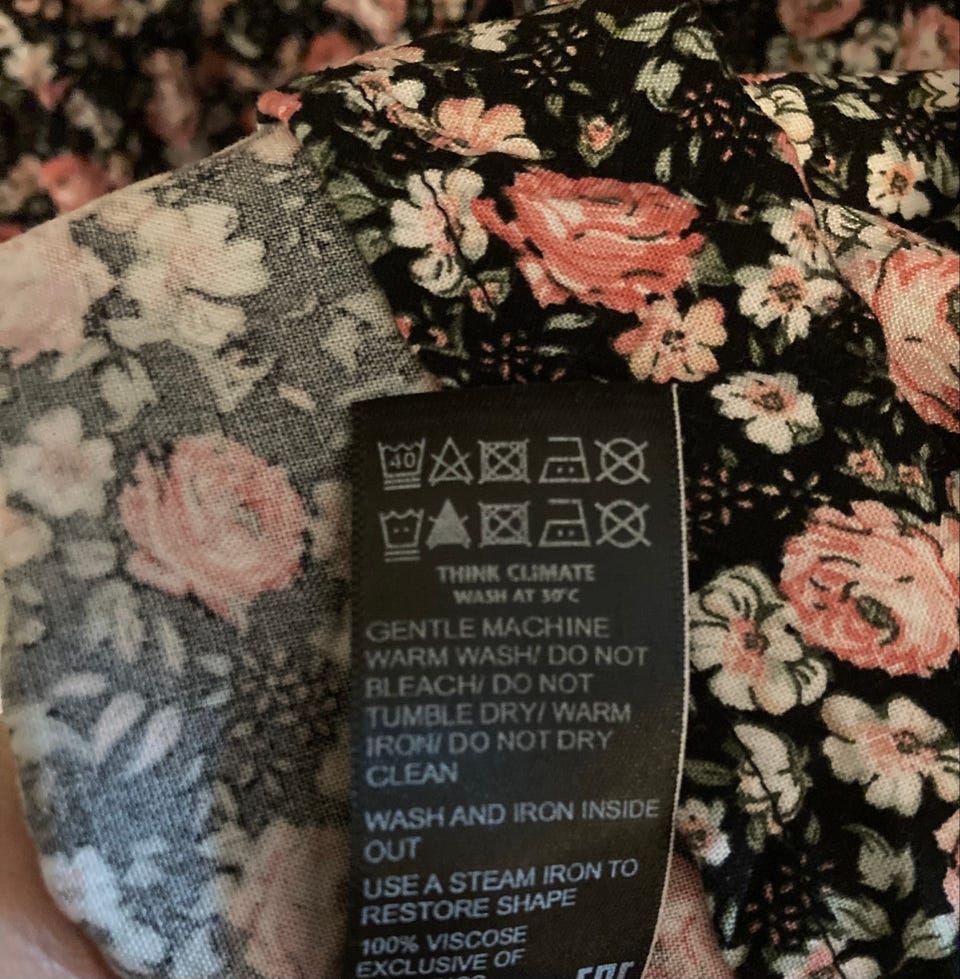 40
THINK CLIMATE
WASH AT 30°C
GENTLE MACHINE
WARM WASH/ DO NOT
BLEACH/ DO NOT
TUMBLE DRY/ WARM
IRON/ DO NOT DRY
CLEAN
WASH AND IRON INSIDE
OUT
USE A STEAM IRON TO
RESTORE SHAPE
100% VISCOSE
EXCLUSIVE OF